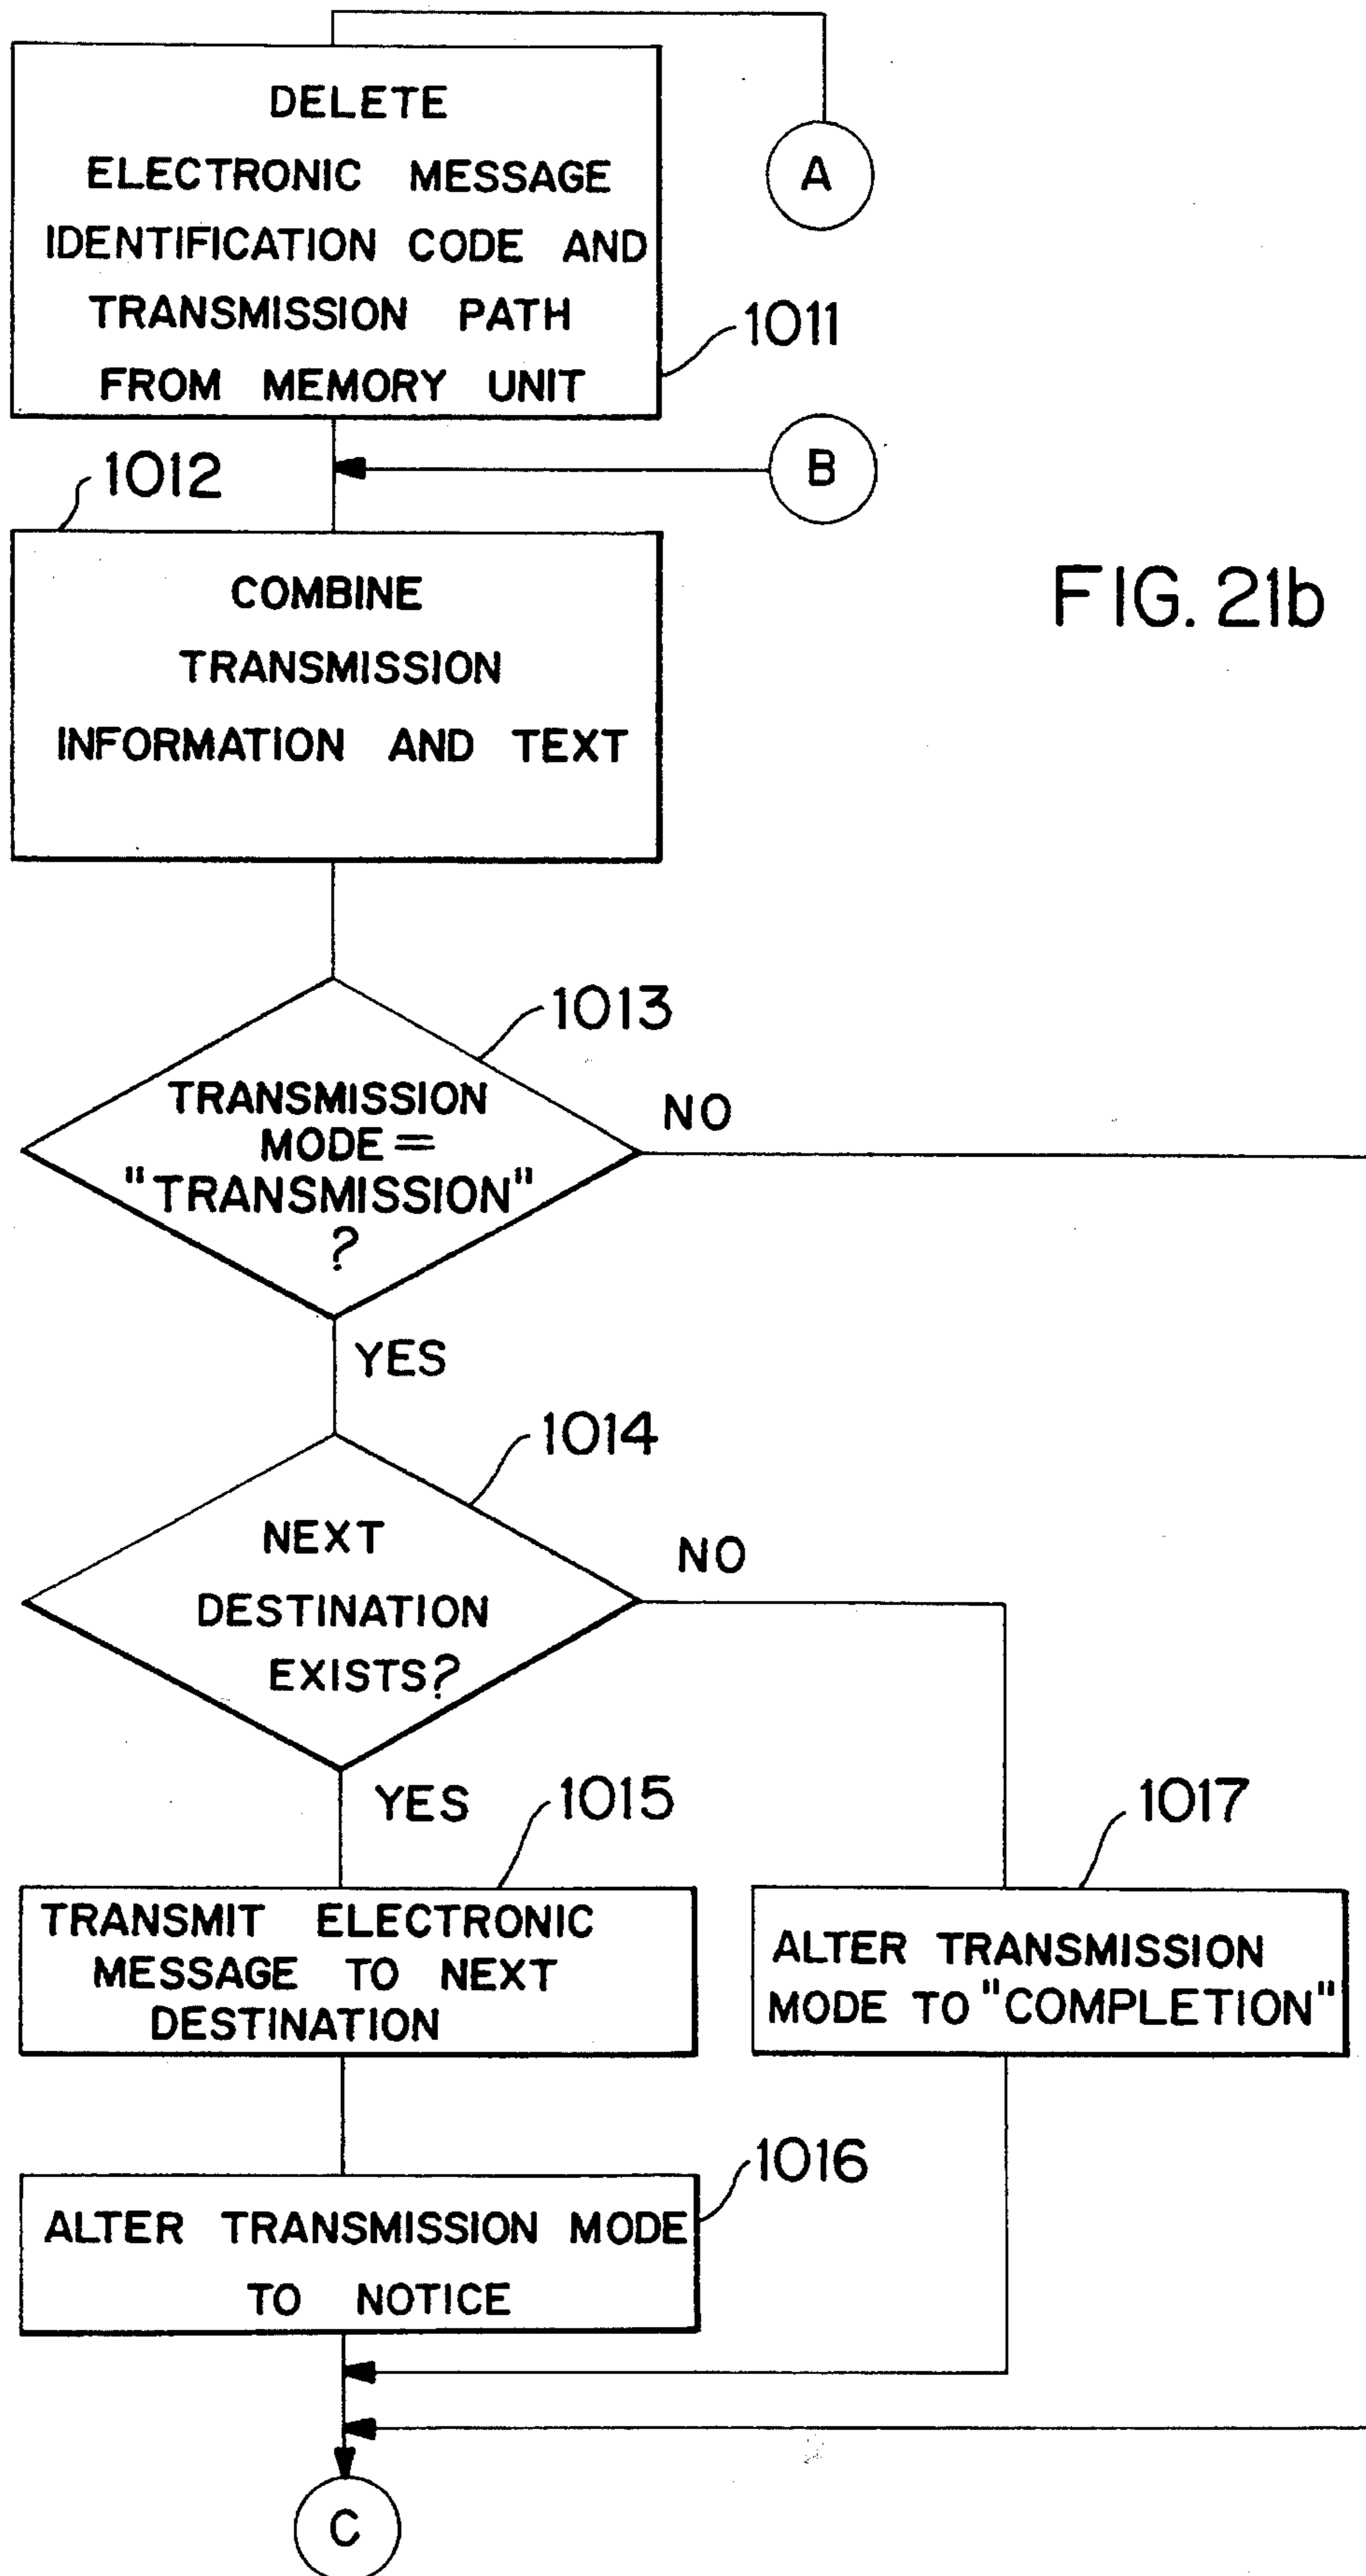 DELETE
ELECTRONIC MESSAGE
IDENTIFICATION CODE AND
TRANSMISSION PATH
FROM MEMORY UNIT
A
1011
B
1012
COMBINE
TRANSMISSION
INFORMATION AND TEXT
FIG. 21b
1013
TRANSMISSION
MODE =
"TRANSMISSION"
?
NO
YES
1014
NEXT
DESTINATION
EXISTS?
NO
YES
1015
TRANSMIT ELECTRONIC
MESSAGE TO NEXT
DESTINATION
1017
ALTER TRANSMISSION
MODE TO "COMPLETION"
1016
ALTER TRANSMISSION MODE
TO NOTICE
C